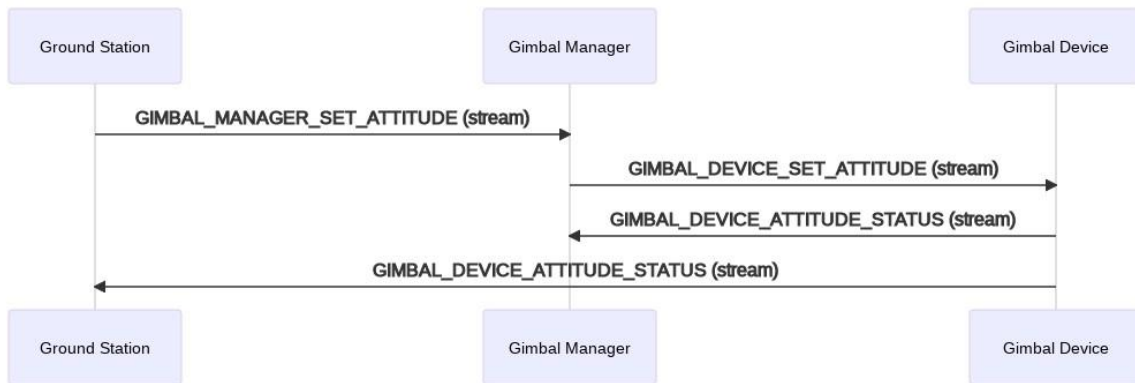 Ground Station
Gimbal Manager
Gimbal Device
GIMBAL_MANAGER_SET_ATTITUDE (stream)
GIMBAL_DEVICE_SET_ATTITUDE (stream)
GIMBAL_DEVICE_ATTITUDE_STATUS (stream)
GIMBAL_DEVICE_ATTITUDE_STATUS (stream)
Ground Station
Gimbal Manager
Gimbal Device